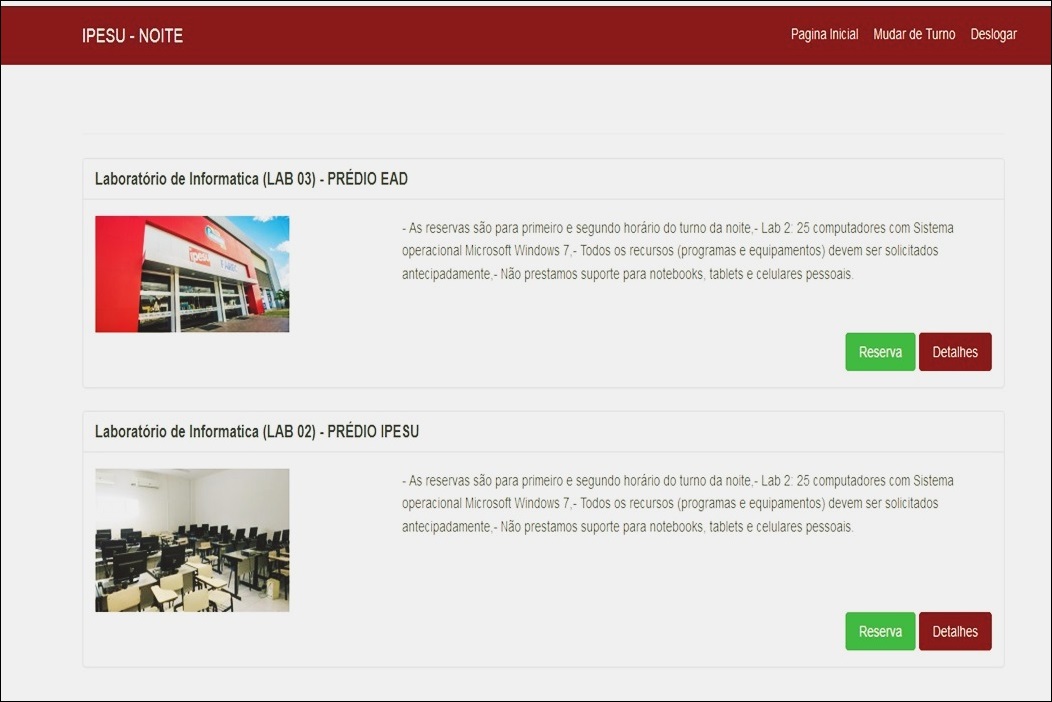 IPESU - NOITE
Pagina Inicial Mudar de Turno Deslogar
Laboratório de Informatica (LAB 03) - PRÉDIO EAD
ipesu
- As reservas são para primeiro e segundo horário do turno da noite,- Lab 2: 25 computadores com Sistema
operacional Microsoft Windows 7,- Todos os recursos (programas e equipamentos) devem ser solicitados
antecipadamente,- Não prestamos suporte para notebooks, tablets e celulares pessoais.
Reserva Detalhes
Laboratório de Informatica (LAB 02) - PRÉDIO IPESU
- As reservas são para primeiro e segundo horário do turno da noite,- Lab 2: 25 computadores com Sistema
operacional Microsoft Windows 7,- Todos os recursos (programas e equipamentos) devem ser solicitados
antecipadamente,- Não prestamos suporte para notebooks, tablets e celulares pessoais.
Reserva Detalhes